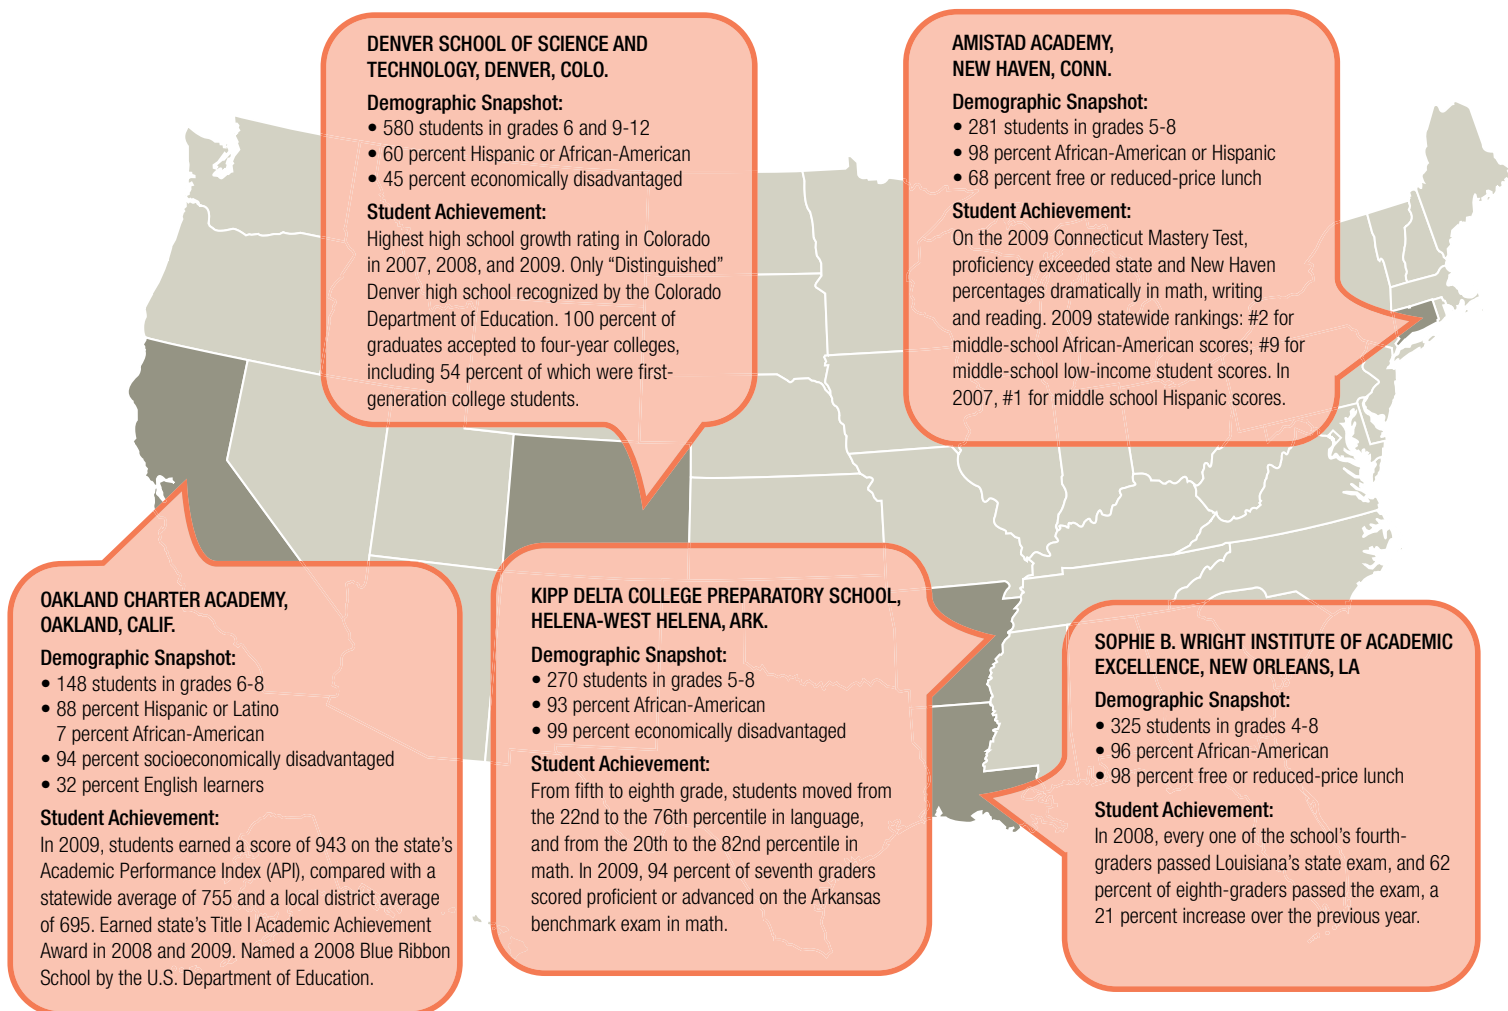 DENVER SCHOOL OF SCIENCE AND
TECHNOLOGY, DENVER, COLO.
Demographic Snapshot:
• 580 students in grades 6 and 9-12
• 60 percent Hispanic or African-American
• 45 percent economically disadvantaged
Student Achievement:
Highest high school growth rating in Colorado
in 2007, 2008, and 2009. Only “Distinguished”
Denver high school recognized by the Colorado
Department of Education. 100 percent of
graduates accepted to four-year colleges,
including 54 percent of which were first-
generation college students.
AMISTAD ACADEMY,
NEW HAVEN, CONN.
Demographic Snapshot:
• 281 students in grades 5-8
• 98 percent African-American or Hispanic
• 68 percent free or reduced-price lunch
Student Achievement:
On the 2009 Connecticut Mastery Test,
proficiency exceeded state and New Haven
percentages dramatically in math, writing
and reading. 2009 statewide rankings: #2 for
middle-school African-American scores; #9 for
middle-school low-income student scores. In
2007, #1 for middle school Hispanic scores.
OAKLAND CHARTER ACADEMY,
OAKLAND, CALIF.
Demographic Snapshot:
• 148 students in grades 6-8
• 88 percent Hispanic or Latino
7 percent African-American
• 94 percent socioeconomically disadvantaged
• 32 percent English learners
Student Achievement:
In 2009, students earned a score of 943 on the state’s
Academic Performance Index (API), compared with a
statewide average of 755 and a local district average
of 695. Earned state’s Title I Academic Achievement
Award in 2008 and 2009. Named a 2008 Blue Ribbon
School by the U.S. Department of Education.
KIPP DELTA COLLEGE PREPARATORY SCHOOL,
HELENA-WEST HELENA, ARK.
Demographic Snapshot:
• 270 students in grades 5-8
• 93 percent African-American
• 99 percent economically disadvantaged
Student Achievement:
From fifth to eighth grade, students moved from
the 22nd to the 76th percentile in language,
and from the 20th to the 82nd percentile in
math. In 2009, 94 percent of seventh graders
scored proficient or advanced on the Arkansas
benchmark exam in math.
SOPHIE B. WRIGHT INSTITUTE OF ACADEMIC
EXCELLENCE, NEW ORLEANS, LA
Demographic Snapshot:
• 325 students in grades 4-8
• 96 percent African-American
• 98 percent free or reduced-price lunch
Student Achievement:
In 2008, every one of the school’s fourth-
graders passed Louisiana’s state exam, and 62
percent of eighth-graders passed the exam, a
21 percent increase over the previous year.